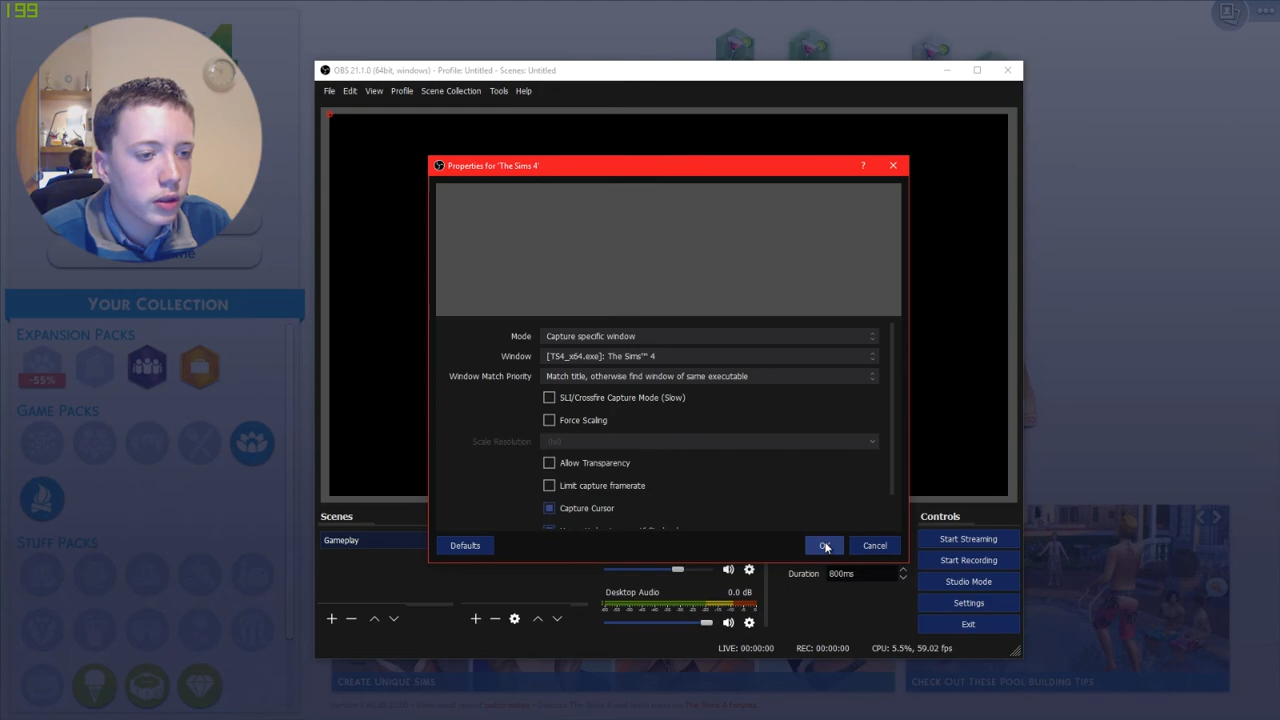 199
OBS 21.1.0 (64bit, windows) - Profile: Untitled - Scenes: Untitled
File Edit View Profile Scene Collection Tools Help
Properties for 'The Sims 4'
YOUR COLLECTION
EXPANSION PACKS
-55%
GAME PACKS
STUFF PACKS
Mode Capture specific window
Window [TS4_x64.exe]: The Sims™ 4
Window Match Priority Match title, otherwise find window of same executable
SLI/Crossfire Capture Mode (Slow)
Force Scaling
Scale Resolution
Allow Transparency
Limit capture framerate
Capture Cursor
Defaults OK Cancel
Scenes
Gameplay
Desktop Audio 0.0 dB
Duration 800ms
Controls
Start Streaming
Start Recording
Studio Mode
Settings
Exit
LIVE: 00:00:00 REC: 00:00:00 CPU: 5.5%, 59.02 fps
CREATE UNIQUE SIMS
CHECK OUT THESE POOL BUILDING TIPS